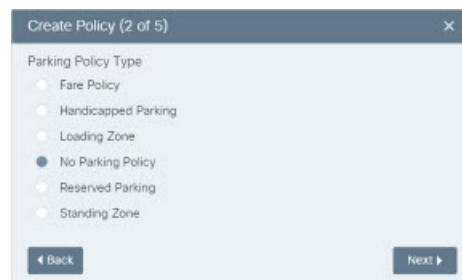 Create Policy (2 of 5)
Parking Policy Type
Fare Policy
Handicapped Parking
Loading Zone
No Parking Policy
Reserved Parking
Standing Zone
Back
Next